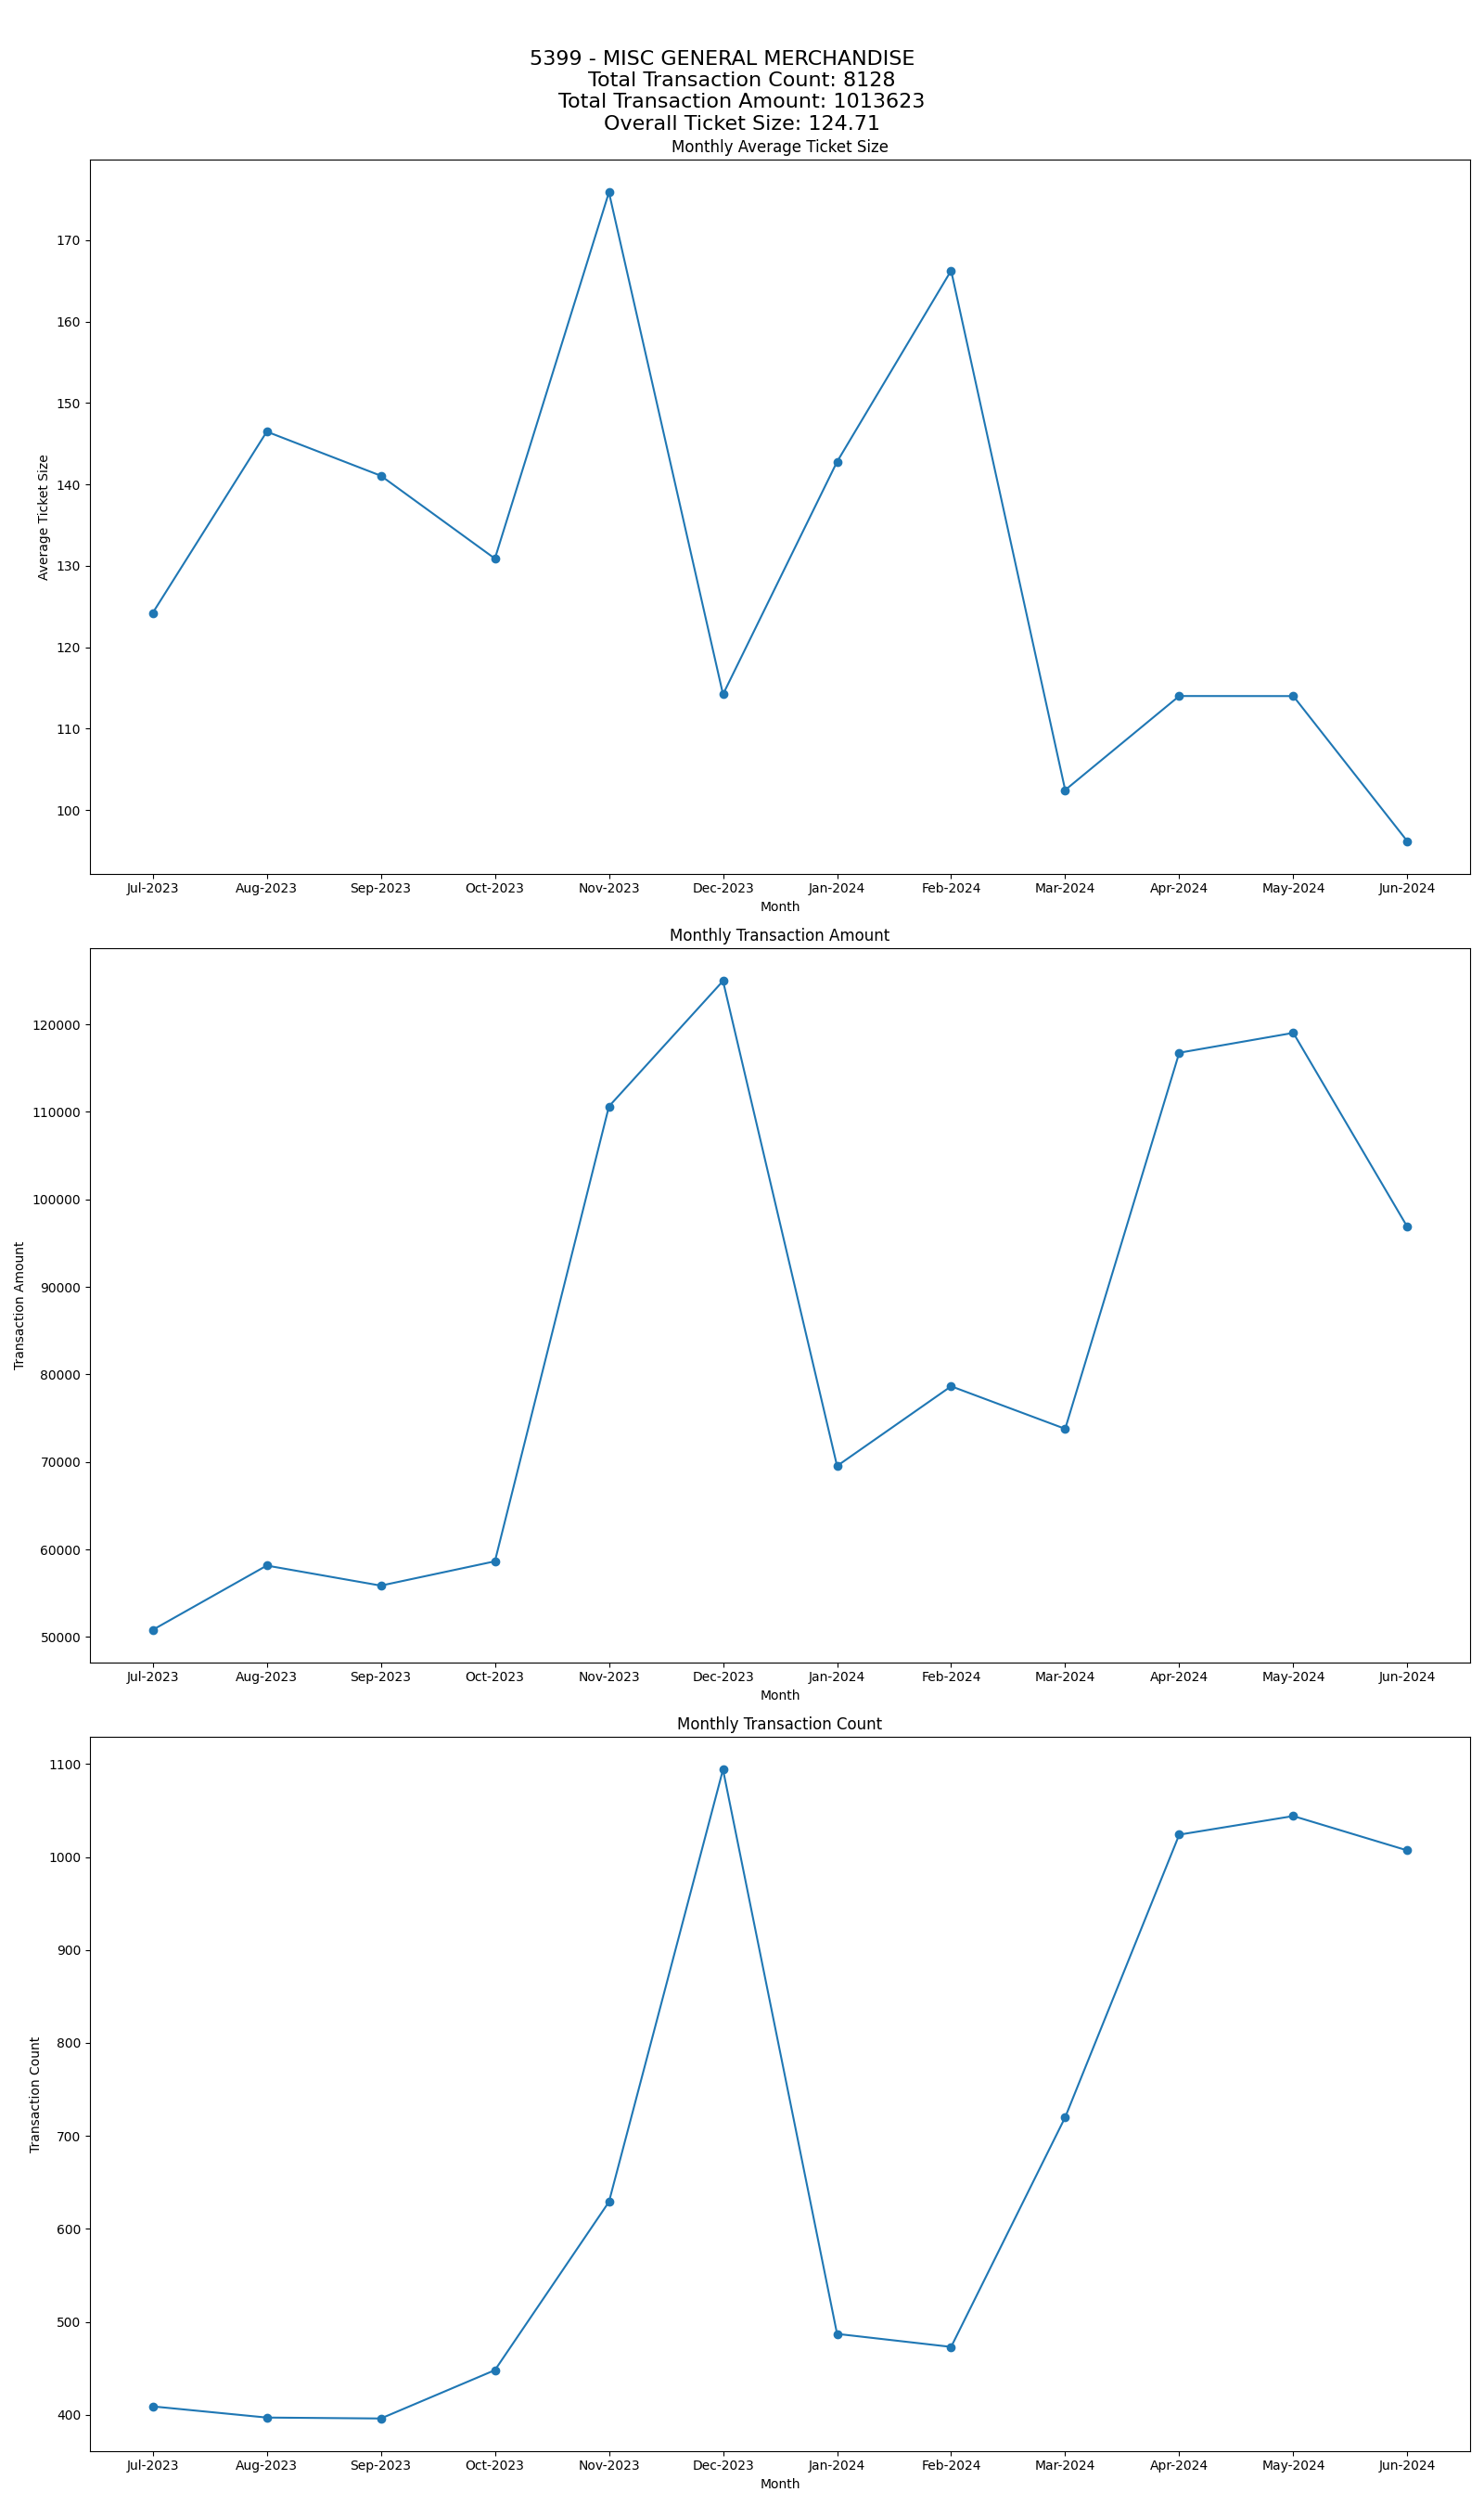 5399 - MISC GENERAL MERCHANDISE
Total Transaction Count: 8128
Total Transaction Amount: 1013623
Overall Ticket Size: 124.71
Monthly Average Ticket Size
170
160
150
140
130
120
110
100
Average Ticket Size
Jul-2023 Aug-2023 Sep-2023 Oct-2023 Nov-2023 Dec-2023 Jan-2024 Feb-2024 Mar-2024 Apr-2024 May-2024 Jun-2024
Month
Monthly Transaction Amount
120000
110000
100000
90000
80000
70000
60000
50000
Transaction Amount
Jul-2023 Aug-2023 Sep-2023 Oct-2023 Nov-2023 Dec-2023 Jan-2024 Feb-2024 Mar-2024 Apr-2024 May-2024 Jun-2024
Month
Monthly Transaction Count
1100
1000
900
800
700
600
500
400
Transaction Count
Jul-2023 Aug-2023 Sep-2023 Oct-2023 Nov-2023 Dec-2023 Jan-2024 Feb-2024 Mar-2024 Apr-2024 May-2024 Jun-2024
Month